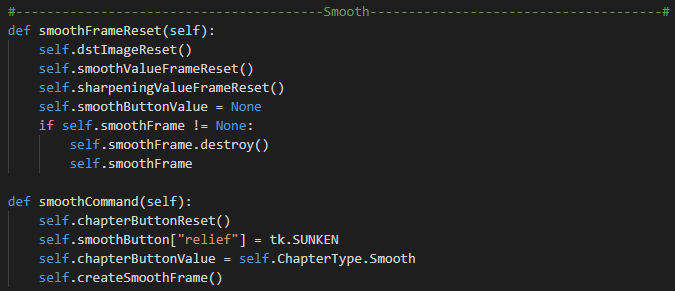 #----------------------------------------Smooth--------------------------------------#
def smoothFrameReset(self):
    self.dstImageReset()
    self.smoothValueFrameReset()
    self.sharpeningValueFrameReset()
    self.smoothButtonValue = None
    if self.smoothFrame != None:
        self.smoothFrame.destroy()
        self.smoothFrame

def smoothCommand(self):
    self.chapterButtonReset()
    self.smoothButton["relief"] = tk.SUNKEN
    self.chapterButtonValue = self.ChapterType.Smooth
    self.createSmoothFrame()